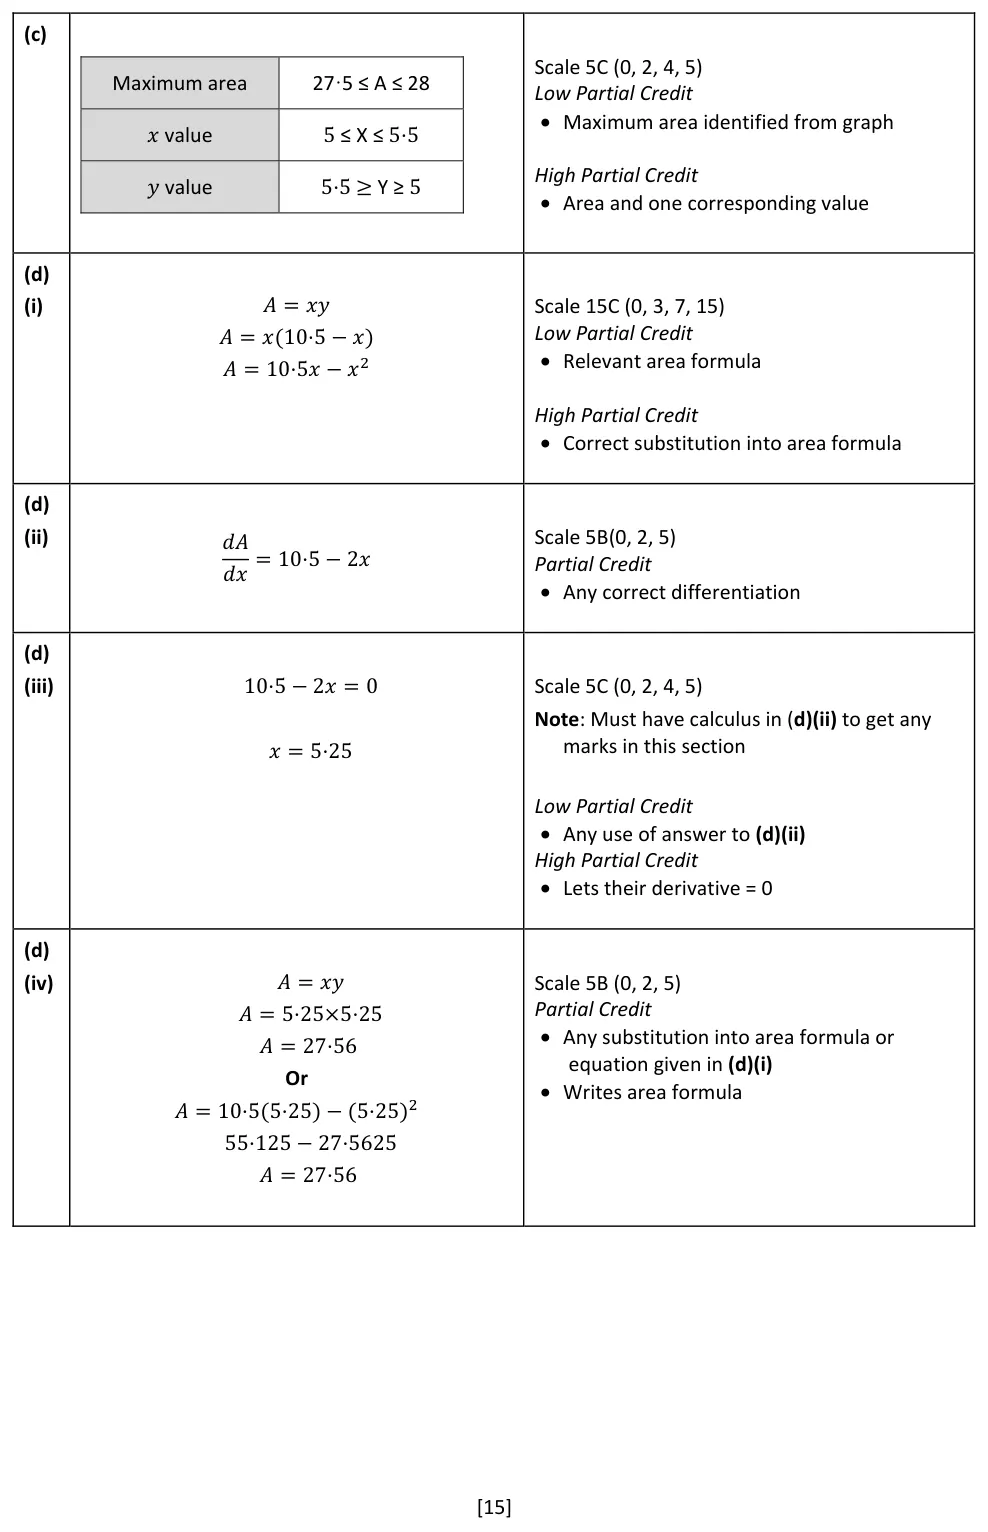 (c)
Maximum area 27·5 ≤ A ≤ 28
x value 5 ≤ X ≤ 5·5
y value 5·5 ≥ Y ≥ 5
Scale 5C (0, 2, 4, 5)
Low Partial Credit
• Maximum area identified from graph
High Partial Credit
• Area and one corresponding value
(d)
(i)
A = xy
A = x(10·5 − x)
A = 10·5x − x²
Scale 15C (0, 3, 7, 15)
Low Partial Credit
• Relevant area formula
High Partial Credit
• Correct substitution into area formula
(d)
(ii)
dA/dx = 10·5 − 2x
Scale 5B(0, 2, 5)
Partial Credit
• Any correct differentiation
(d)
(iii)
10·5 − 2x = 0
x = 5·25
Scale 5C (0, 2, 4, 5)
Note: Must have calculus in (d)(ii) to get any
marks in this section
Low Partial Credit
• Any use of answer to (d)(ii)
High Partial Credit
• Lets their derivative = 0
(d)
(iv)
A = xy
A = 5·25×5·25
A = 27·56
Or
A = 10·5(5·25) − (5·25)²
55·125 − 27·5625
A = 27·56
Scale 5B (0, 2, 5)
Partial Credit
• Any substitution into area formula or
equation given in (d)(i)
• Writes area formula
[15]